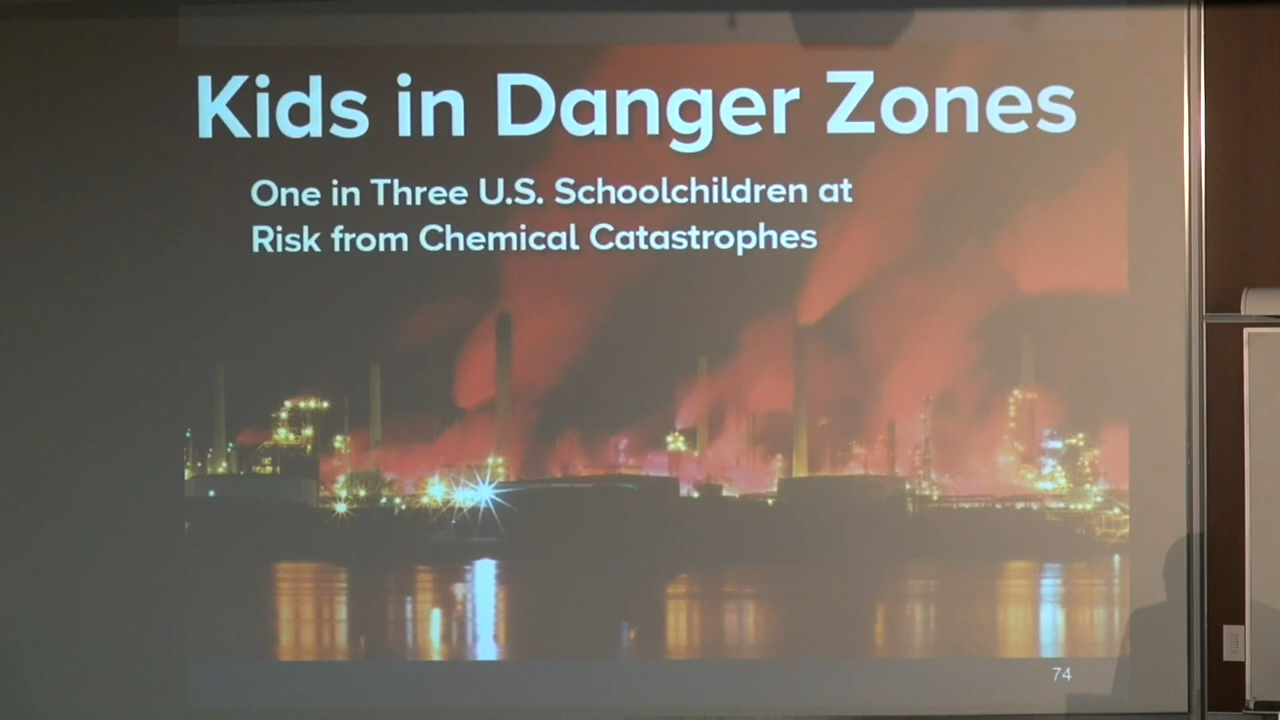 Kids in Danger Zones
One in Three U.S. Schoolchildren at
Risk from Chemical Catastrophes
74